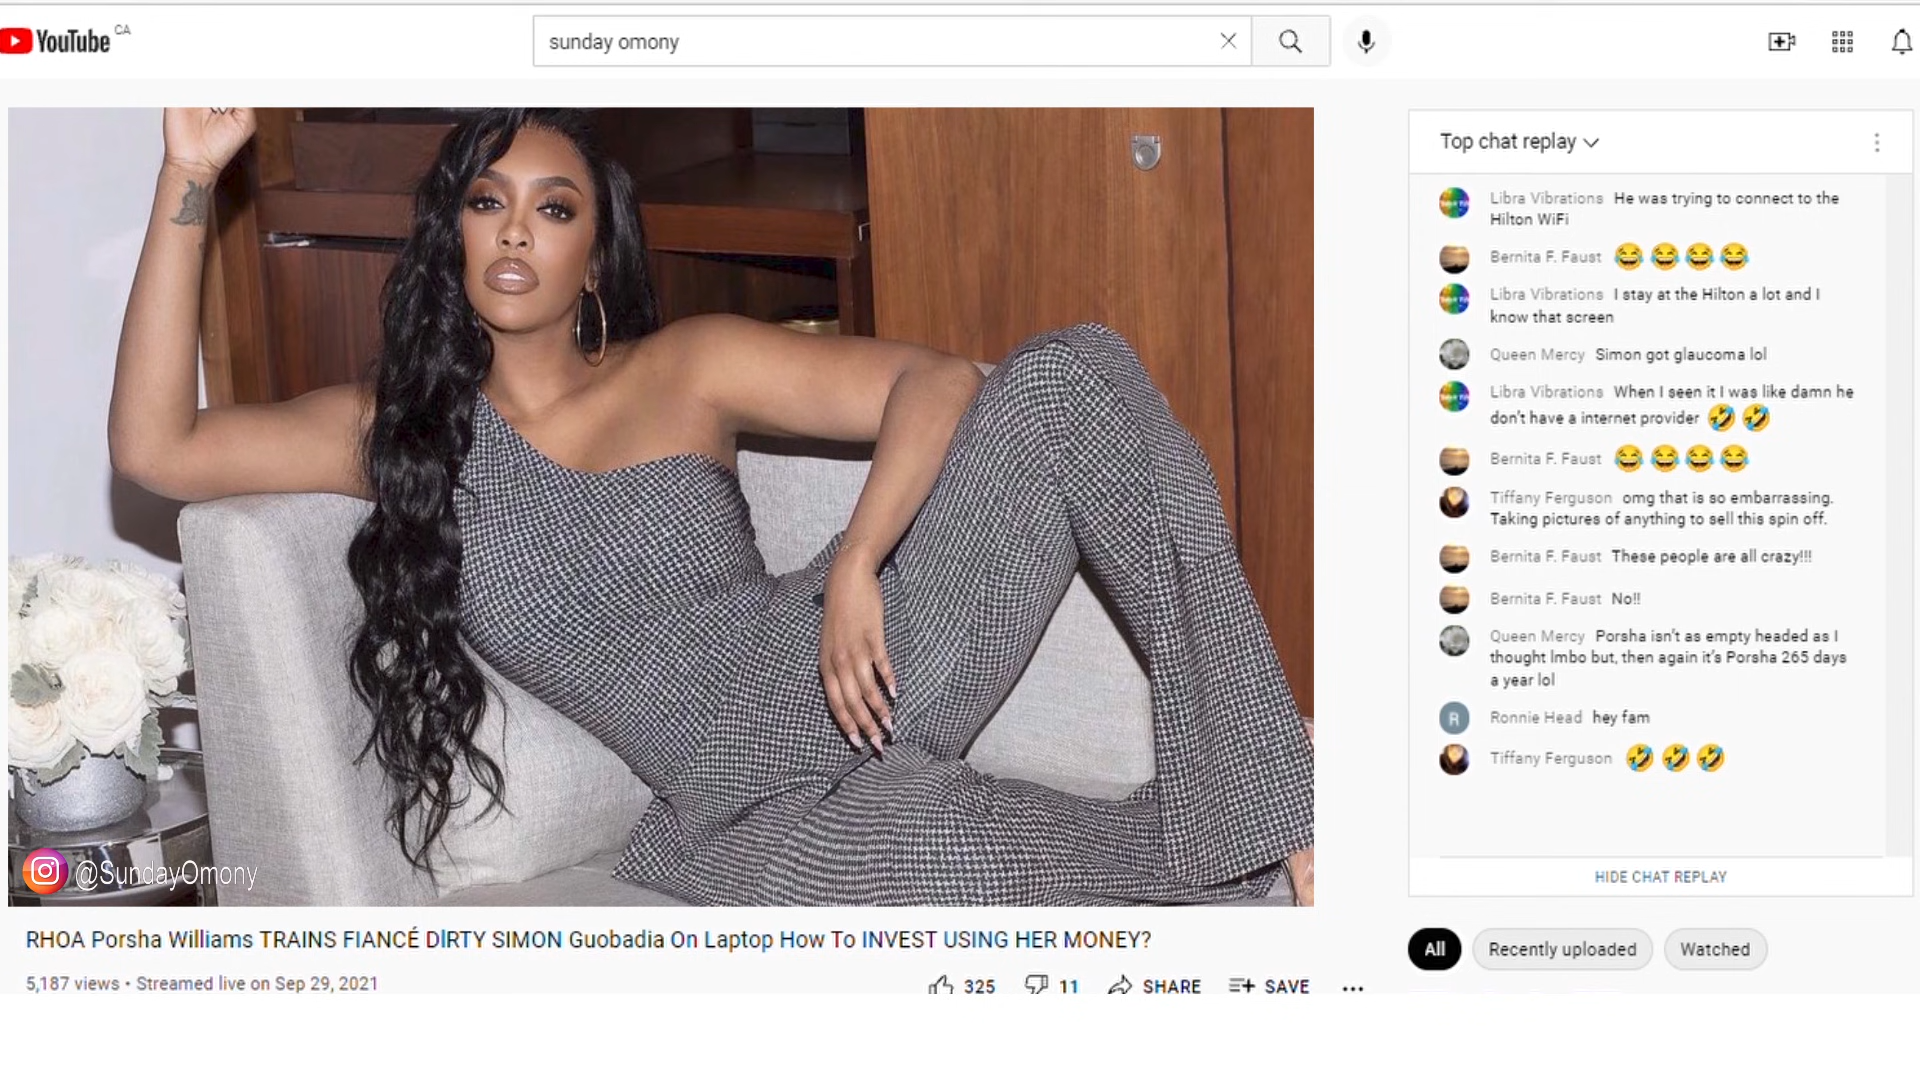 YouTube CA
sunday omony
Top chat replay
Libra Vibrations He was trying to connect to the
Hilton WiFi
Bernita F. Faust 😂😂😂😂
Libra Vibrations I stay at the Hilton a lot and I
know that screen
Queen Mercy Simon got glaucoma lol
Libra Vibrations When I seen it I was like damn he
don't have a internet provider 🤣🤣
Bernita F. Faust 😂😂😂😂
Tiffany Ferguson omg that is so embarrassing.
Taking pictures of anything to sell this spin off.
Bernita F. Faust These people are all crazy!!!
Bernita F. Faust No!!
Queen Mercy Porsha isn't as empty headed as I
thought lmbo but, then again it's Porsha 265 days
a year lol
R Ronnie Head hey fam
Tiffany Ferguson 🤣🤣🤣
HIDE CHAT REPLAY
@SundayOmony
RHOA Porsha Williams TRAINS FIANCÉ DIRTY SIMON Guobadia On Laptop How To INVEST USING HER MONEY?
5,187 views • Streamed live on Sep 29, 2021
325 11 SHARE SAVE ...
All Recently uploaded Watched